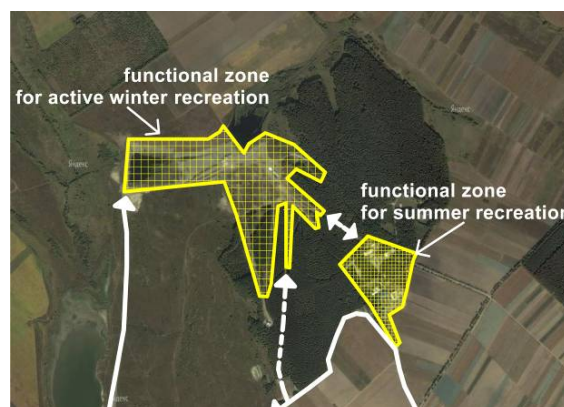 functional zone
for active winter recreation
functional zone
for summer recreation